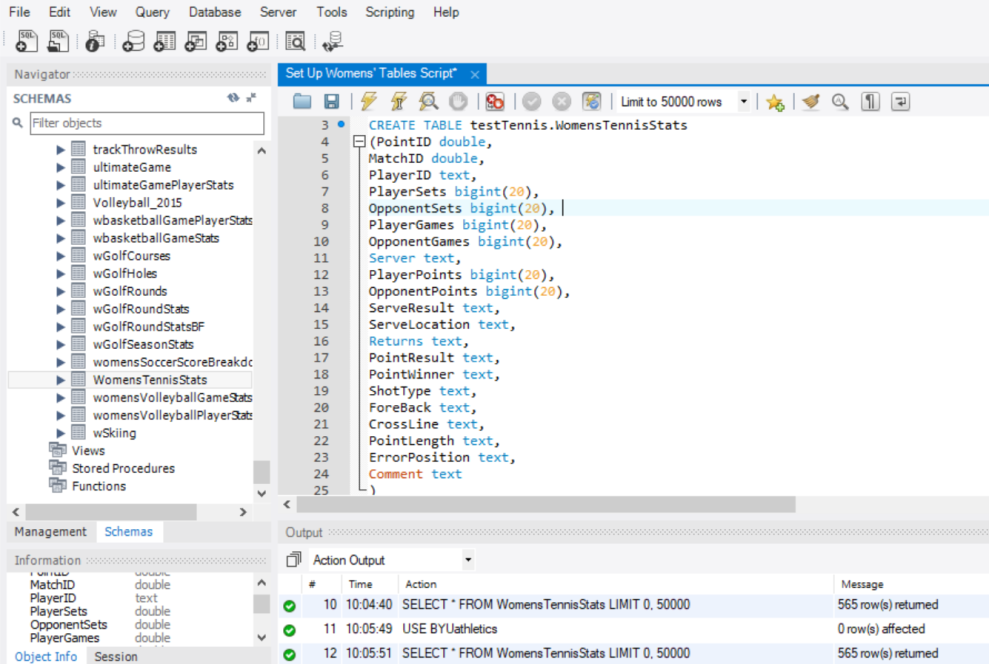 File Edit View Query Database Server Tools Scripting Help
Navigator
SCHEMAS
Filter objects
trackThrowResults
ultimateGame
ultimateGamePlayerStats
Volleyball_2015
wbasketballGamePlayerStats
wbasketballGameStats
wGolfCourses
wGolfHoles
wGolfRounds
wGolfRoundStats
wGolfRoundStatsBF
wGolfSeasonStats
womensSoccerScoreBreakdo
WomensTennisStats
womensVolleyballGameStats
womensVolleyballPlayerStats
wSkiing
Views
Stored Procedures
Functions
Management Schemas
Information
PointID double
MatchID double
PlayerID text
PlayerSets double
OpponentSets double
PlayerGames double
Object Info Session
Set Up Womens' Tables Script*
Limit to 50000 rows
3 CREATE TABLE testTennis.WomensTennisStats
4 (PointID double,
5 MatchID double,
6 PlayerID text,
7 PlayerSets bigint(20),
8 OpponentSets bigint(20),
9 PlayerGames bigint(20),
10 OpponentGames bigint(20),
11 Server text,
12 PlayerPoints bigint(20),
13 OpponentPoints bigint(20),
14 ServeResult text,
15 ServeLocation text,
16 Returns text,
17 PointResult text,
18 PointWinner text,
19 ShotType text,
20 ForeBack text,
21 CrossLine text,
22 PointLength text,
23 ErrorPosition text,
24 Comment text
25 )
Output
Action Output
# Time Action Message
10 10:04:40 SELECT * FROM WomensTennisStats LIMIT 0, 50000 565 row(s) returned
11 10:05:49 USE BYUathletics 0 row(s) affected
12 10:05:51 SELECT * FROM WomensTennisStats LIMIT 0, 50000 565 row(s) returned